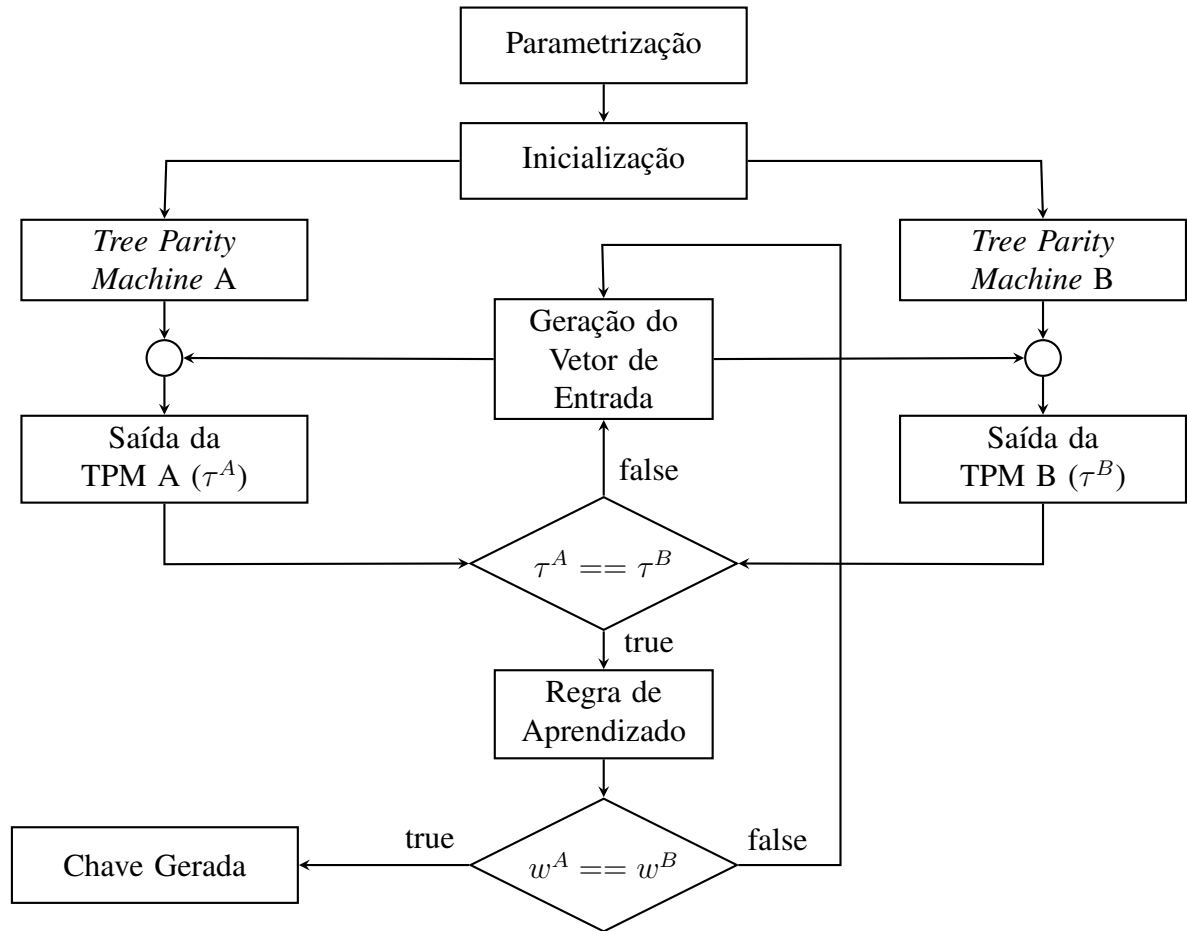 Parametrização
Inicialização
Tree Parity
Machine A
Tree Parity
Machine B
Geração do
Vetor de
Entrada
Saída da
TPM A (τ^A)
Saída da
TPM B (τ^B)
false
τ^A == τ^B
true
Regra de
Aprendizado
true
false
Chave Gerada
w^A == w^B